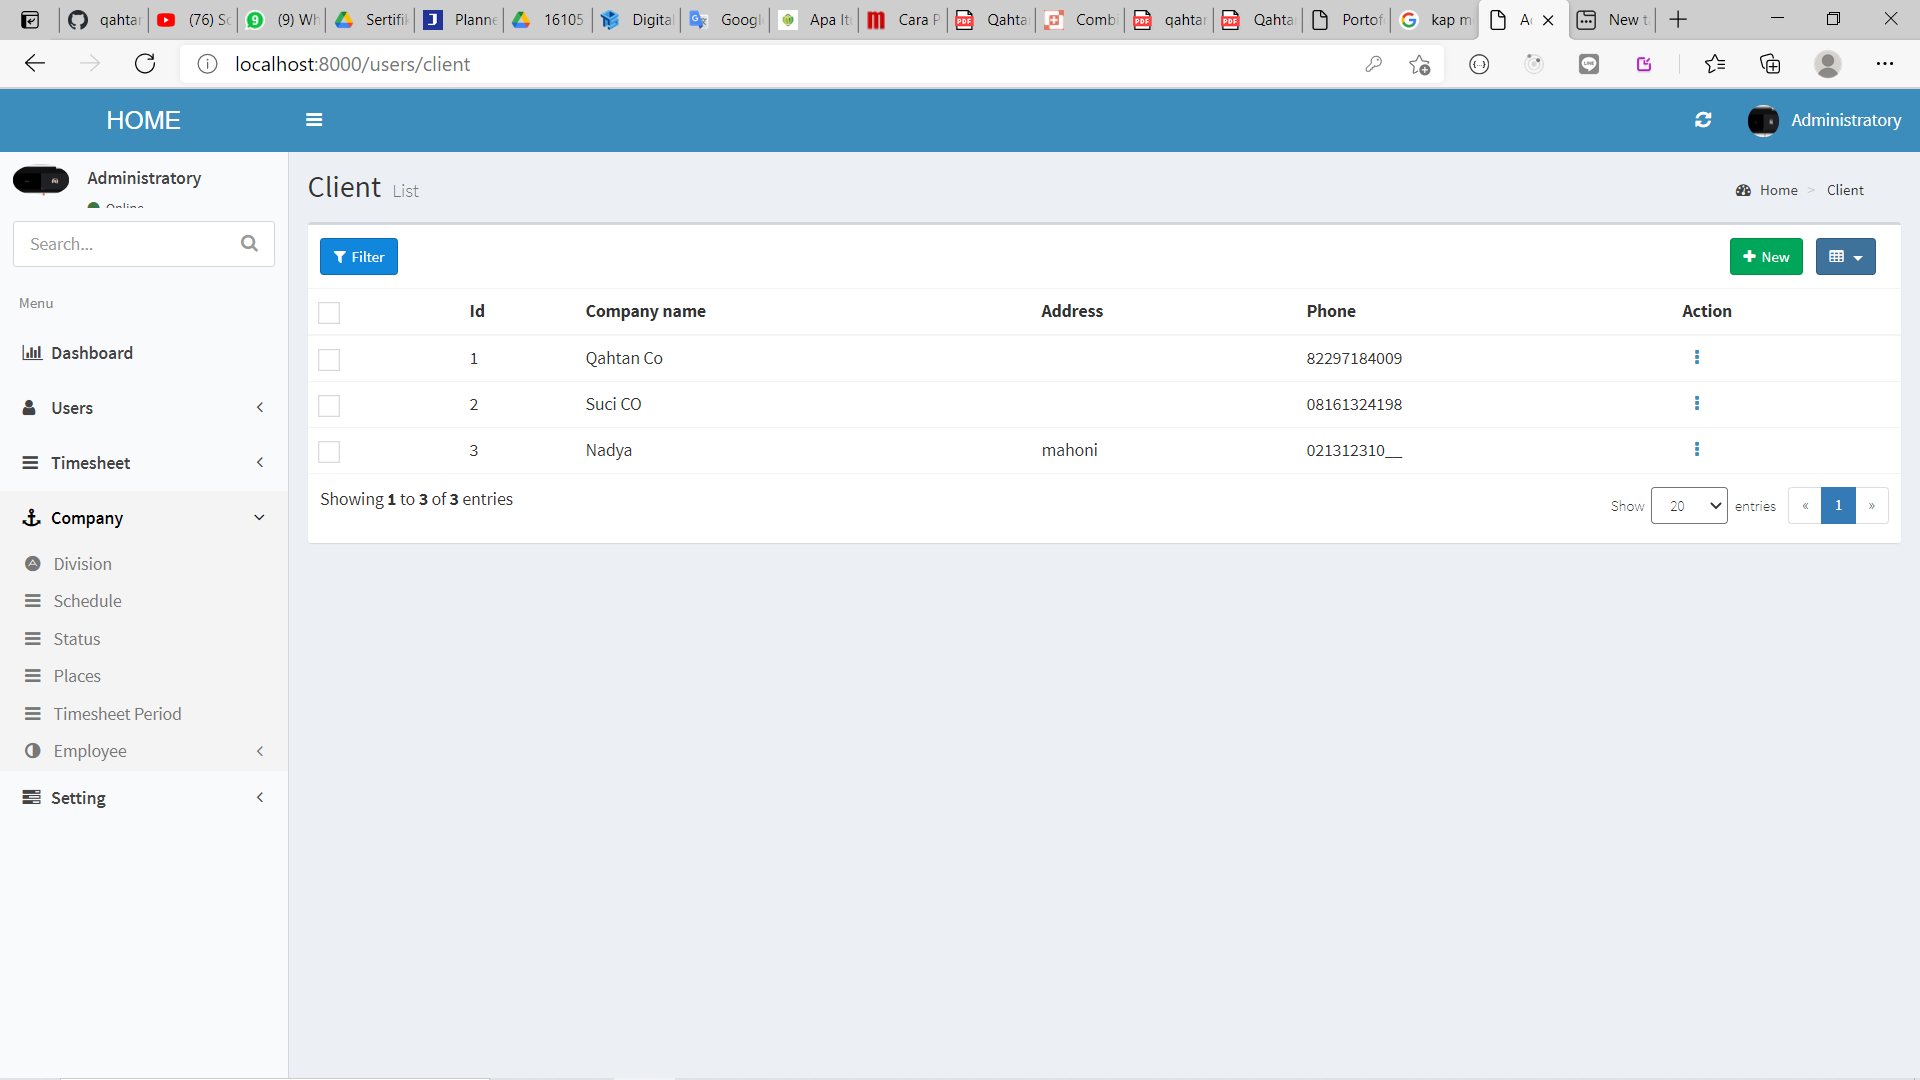 qahtar (76) Sc (9) Wh Sertifik Planne 16105 Digital Googl Apa It Cara P Qahta Combi qahtar Qahta Portof kap m New t
localhost:8000/users/client
HOME Administratory
Administratory
Online
Search...
Menu
Dashboard
Users
Timesheet
Company
Division
Schedule
Status
Places
Timesheet Period
Employee
Setting
Client List
Home > Client
Filter New
Id Company name Address Phone Action
1 Qahtan Co 82297184009
2 Suci CO 08161324198
3 Nadya mahoni 021312310__
Showing 1 to 3 of 3 entries
Show 20 entries « 1 »